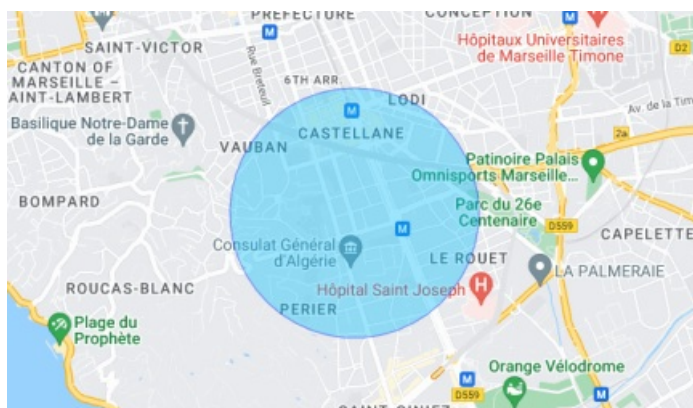 PREFECTURE
CONCEPTION
M
H
Hôpitaux Universitaires
de Marseille Timone
SAINT-VICTOR
Rue Breteuil
D2
CANTON OF
MARSEILLE –
AINT-LAMBERT
6TH ARR.
LODI
Av. de la Tim
M
Basilique Notre-Dame
de la Garde
CASTELLANE
2a
VAUBAN
Patinoire Palais
Omnisports Marseille...
BOMPARD
Parc du 26e
Centenaire
M
D559
CAPELETTE
Consulat Général
d'Algérie
LE ROUET
LA PALMERAIE
ROUCAS-BLANC
Hôpital Saint Joseph
H
PERIER
Plage du
Prophète
Orange Vélodrome
M
D559
M